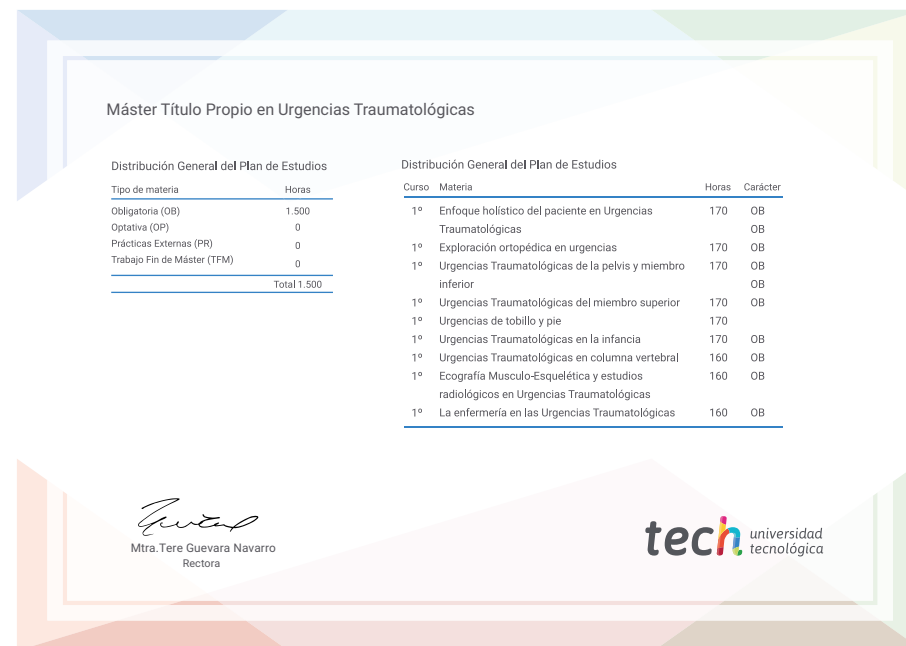 Máster Título Propio en Urgencias Traumatológicas
Distribución General del Plan de Estudios
Tipo de materia Horas
Obligatoria (OB) 1.500
Optativa (OP) 0
Prácticas Externas (PR) 0
Trabajo Fin de Máster (TFM) 0
Total 1.500
Distribución General del Plan de Estudios
Curso Materia Horas Carácter
1º Enfoque holístico del paciente en Urgencias 170 OB
Traumatológicas OB
1º Exploración ortopédica en urgencias 170 OB
1º Urgencias Traumatológicas de la pelvis y miembro 170 OB
inferior OB
1º Urgencias Traumatológicas del miembro superior 170 OB
1º Urgencias de tobillo y pie 170
1º Urgencias Traumatológicas en la infancia 170 OB
1º Urgencias Traumatológicas en columna vertebral 160 OB
1º Ecografía Musculo-Esquelética y estudios 160 OB
radiológicos en Urgencias Traumatológicas
1º La enfermería en las Urgencias Traumatológicas 160 OB
Mtra.Tere Guevara Navarro
Rectora
tech universidad
tecnológica